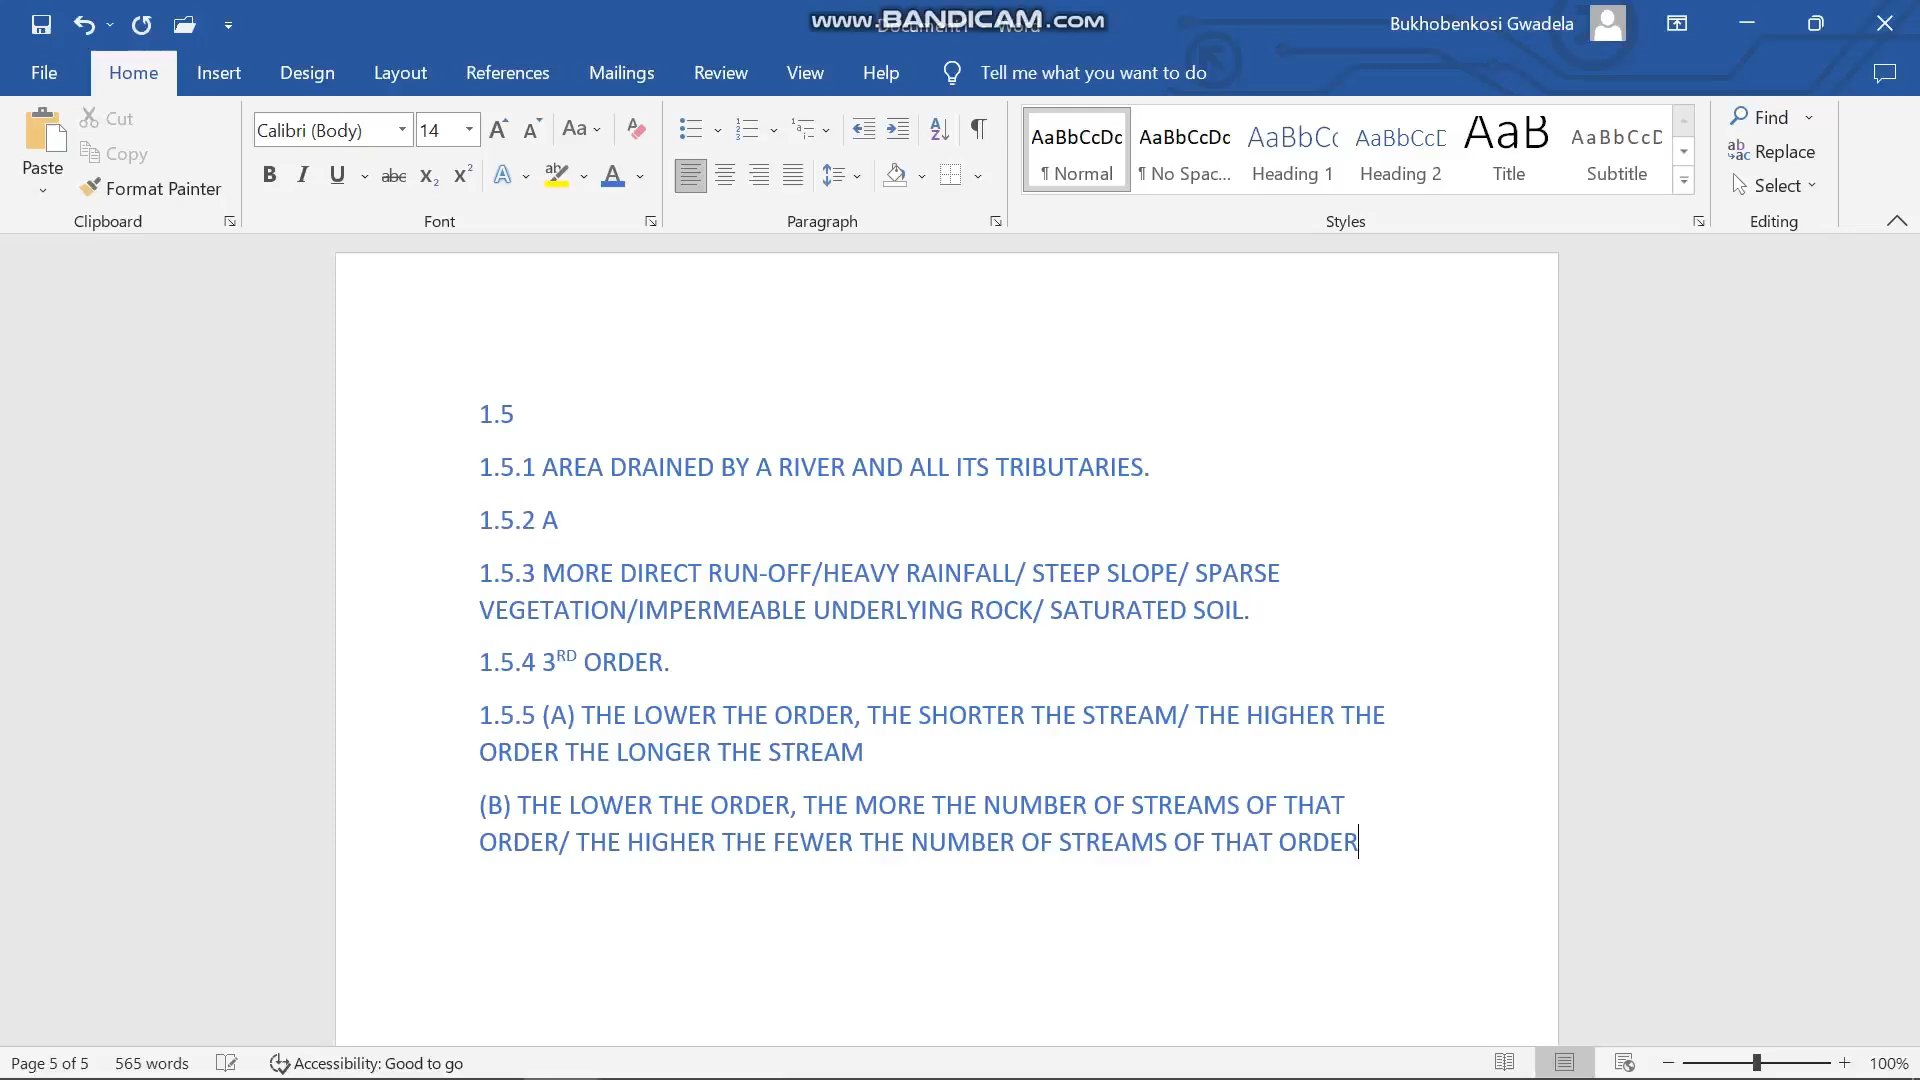 www.BANDICAM.com
Bukhobenkosi Gwadela
File Home Insert Design Layout References Mailings Review View Help Tell me what you want to do
Paste Cut Copy Format Painter Clipboard
Calibri (Body) 14 Font
Paragraph
AaBbCcDc AaBbCcDc AaBbCc AaBbCcD AaB AaBbCcD
¶ Normal ¶ No Spac... Heading 1 Heading 2 Title Subtitle
Styles
Find Replace Select Editing
1.5
1.5.1 AREA DRAINED BY A RIVER AND ALL ITS TRIBUTARIES.
1.5.2 A
1.5.3 MORE DIRECT RUN-OFF/HEAVY RAINFALL/ STEEP SLOPE/ SPARSE
VEGETATION/IMPERMEABLE UNDERLYING ROCK/ SATURATED SOIL.
1.5.4 3RD ORDER.
1.5.5 (A) THE LOWER THE ORDER, THE SHORTER THE STREAM/ THE HIGHER THE
ORDER THE LONGER THE STREAM
(B) THE LOWER THE ORDER, THE MORE THE NUMBER OF STREAMS OF THAT
ORDER/ THE HIGHER THE FEWER THE NUMBER OF STREAMS OF THAT ORDER
Page 5 of 5 565 words Accessibility: Good to go 100%